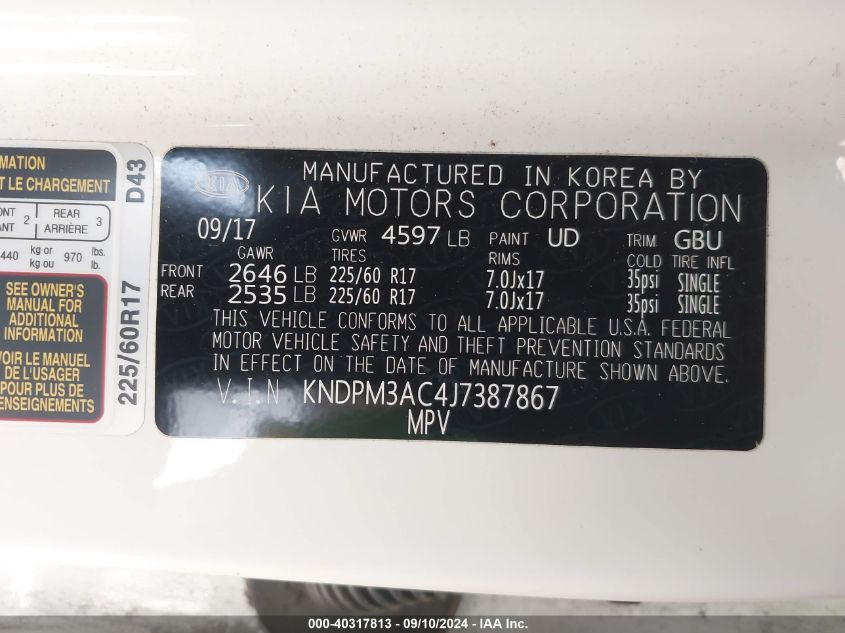 MATION
T LE CHARGEMENT
D43
NT 2 REAR 3
ANT ARRIÈRE
440 kg or 970 lbs.
kg ou lb.
SEE OWNER'S
MANUAL FOR
ADDITIONAL
INFORMATION
VOIR LE MANUEL
DE L'USAGER
POUR PLUS DE
RENSEIGNEMENTS
225/60R17
KIA
MANUFACTURED IN KOREA BY
KIA MOTORS CORPORATION
09/17 GVWR 4597 LB PAINT UD TRIM GBU
GAWR TIRES RIMS COLD TIRE INFL
FRONT 2646 LB 225/60 R17 7.0Jx17 35psi SINGLE
REAR 2535 LB 225/60 R17 7.0Jx17 35psi SINGLE
THIS VEHICLE CONFORMS TO ALL APPLICABLE U.S.A. FEDERAL
MOTOR VEHICLE SAFETY AND THEFT PREVENTION STANDARDS
IN EFFECT ON THE DATE OF MANUFACTURE SHOWN ABOVE.
V.I.N KNDPM3AC4J7387867
MPV
000-40317813 - 09/10/2024 - IAA Inc.